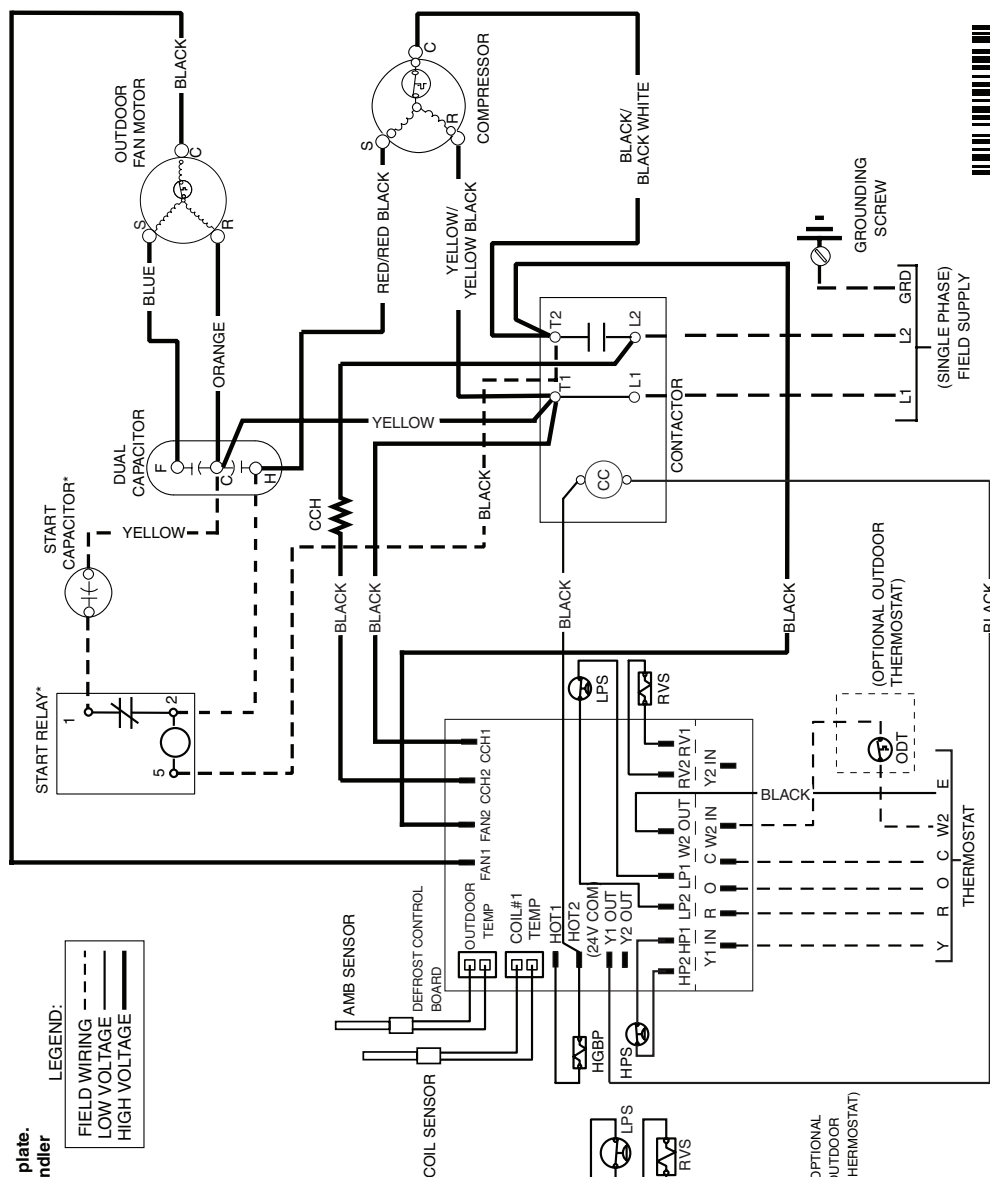 plate.
ndler
LEGEND:
FIELD WIRING
LOW VOLTAGE
HIGH VOLTAGE
OUTDOOR
FAN MOTOR
BLACK
C
S
R
BLUE
ORANGE
DUAL
CAPACITOR
F
C
H
START
CAPACITOR*
YELLOW
START RELAY*
1
2
5
COMPRESSOR
C
S
R
RED/RED BLACK
YELLOW/
YELLOW BLACK
BLACK/
BLACK WHITE
YELLOW
CCH
BLACK
BLACK
BLACK
BLACK
BLACK
BLACK
T2
L2
T1
L1
CC
CONTACTOR
GROUNDING
SCREW
GRD
L2
L1
(SINGLE PHASE)
FIELD SUPPLY
AMB SENSOR
COIL SENSOR
DEFROST CONTROL
BOARD
FAN1
FAN2
CCH2
CCH1
OUTDOOR
TEMP
COIL#1
TEMP
HOT1
HOT2
(24V COM)
Y1 OUT
Y2 OUT
HP2
HP1
LP2
LP1
W2 OUT
RV2
RV1
Y1 IN
R
O
C
W2 IN
Y2 IN
HGBP
HPS
LPS
RVS
BLACK
(OPTIONAL OUTDOOR
THERMOSTAT)
ODT
Y
R
O
C
W2
E
THERMOSTAT
LPS
RVS
OPTIONAL
OUTDOOR
THERMOSTAT)